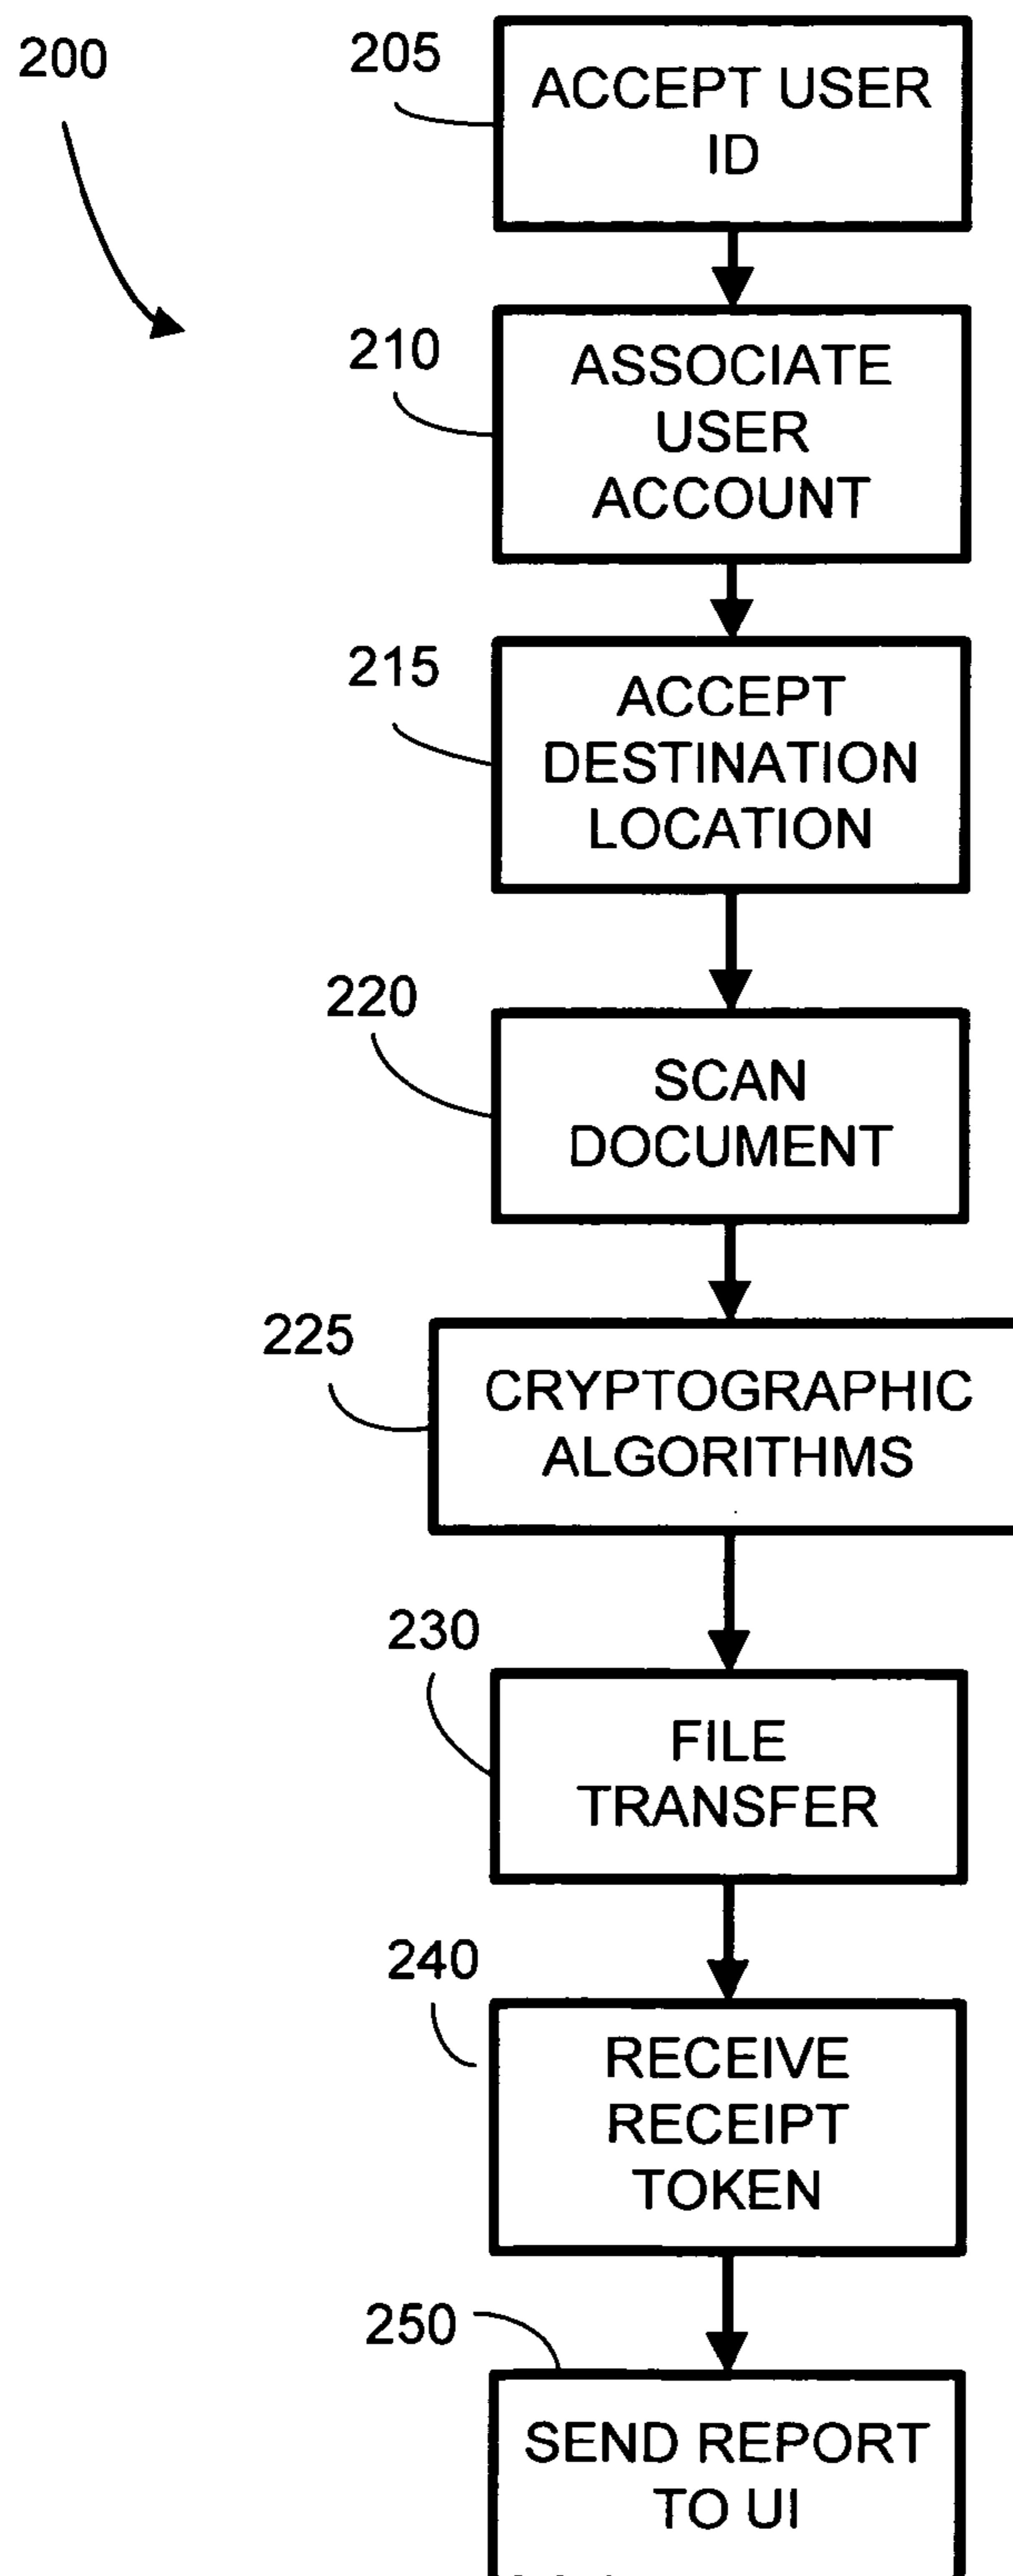 200
205
ACCEPT USER
ID
210
ASSOCIATE
USER
ACCOUNT
215
ACCEPT
DESTINATION
LOCATION
220
SCAN
DOCUMENT
225
CRYPTOGRAPHIC
ALGORITHMS
230
FILE
TRANSFER
240
RECEIVE
RECEIPT
TOKEN
250
SEND REPORT
TO UI